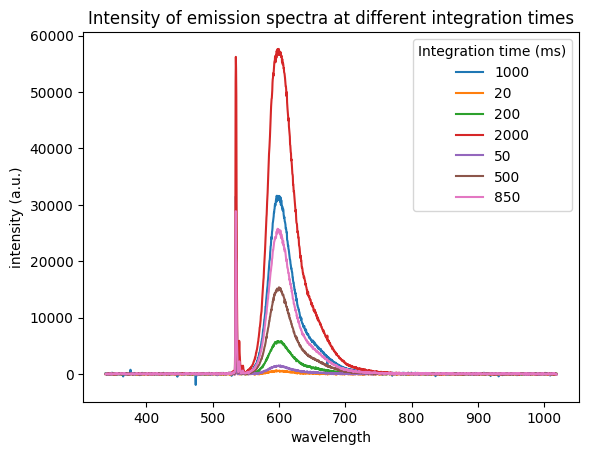 Intensity of emission spectra at different integration times
60000
50000
40000
30000
20000
10000
0
intensity (a.u.)
Integration time (ms)
1000
20
200
2000
50
500
850
400 500 600 700 800 900 1000
wavelength